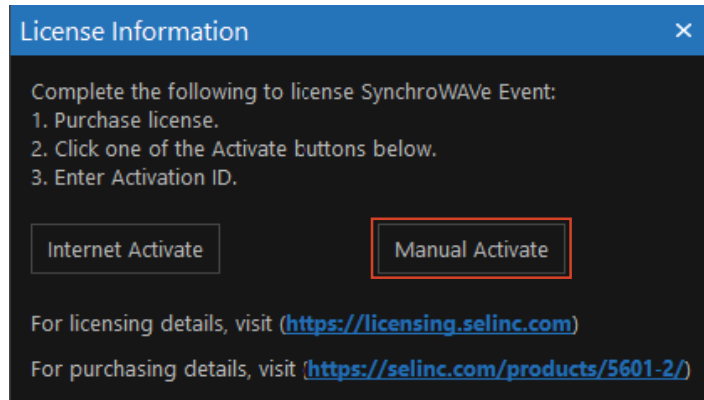 License Information
Complete the following to license SynchroWAVe Event:
1. Purchase license.
2. Click one of the Activate buttons below.
3. Enter Activation ID.
Internet Activate
Manual Activate
For licensing details, visit (https://licensing.selinc.com)
For purchasing details, visit (https://selinc.com/products/5601-2/)